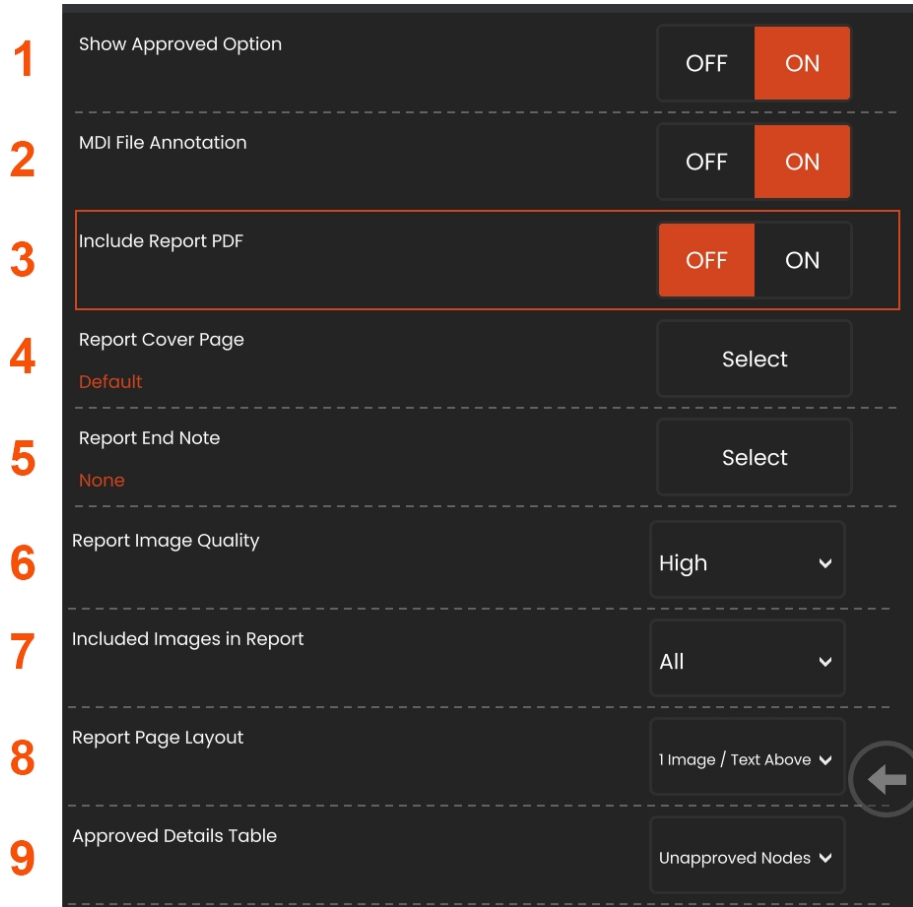 1
Show Approved Option
OFF
ON
2
MDI File Annotation
OFF
ON
3
Include Report PDF
OFF
ON
4
Report Cover Page
Select
Default
5
Report End Note
Select
None
6
Report Image Quality
High
7
Included Images in Report
All
8
Report Page Layout
1 Image / Text Above
9
Approved Details Table
Unapproved Nodes